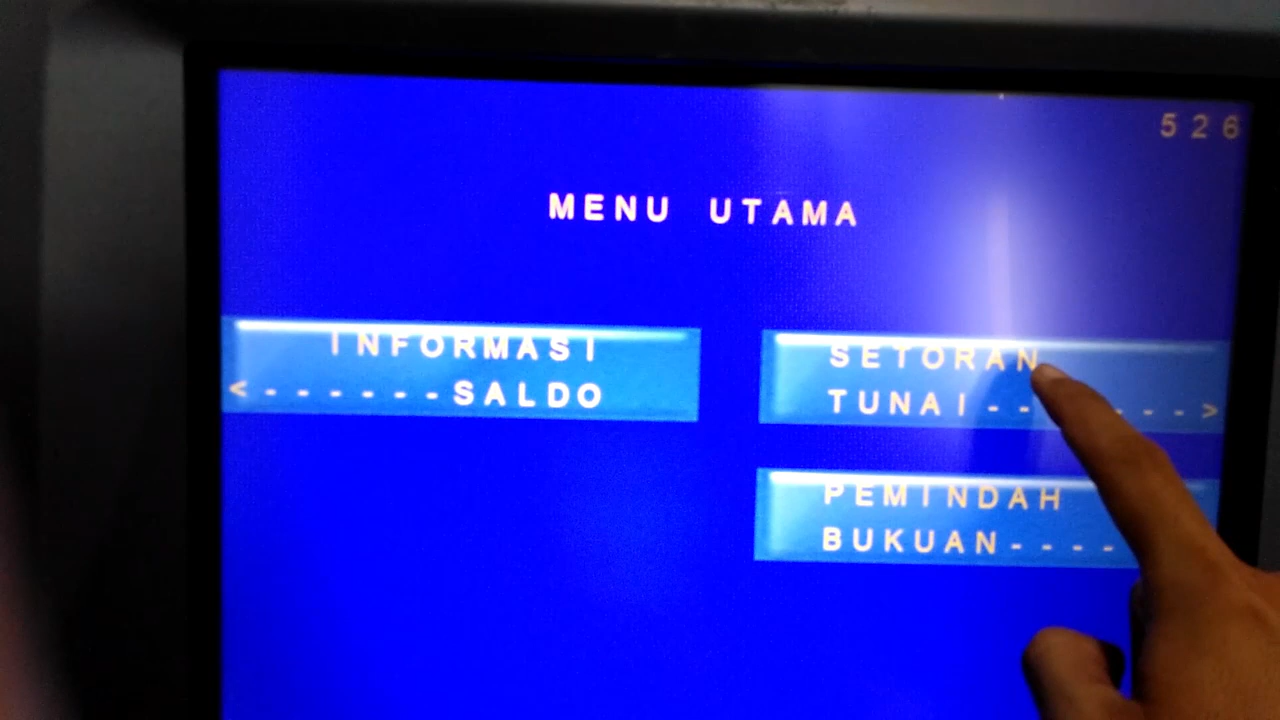 526
MENU UTAMA
INFORMASI
<------SALDO
SETORAN
TUNAI-- --->
PEMINDAH
BUKUAN----